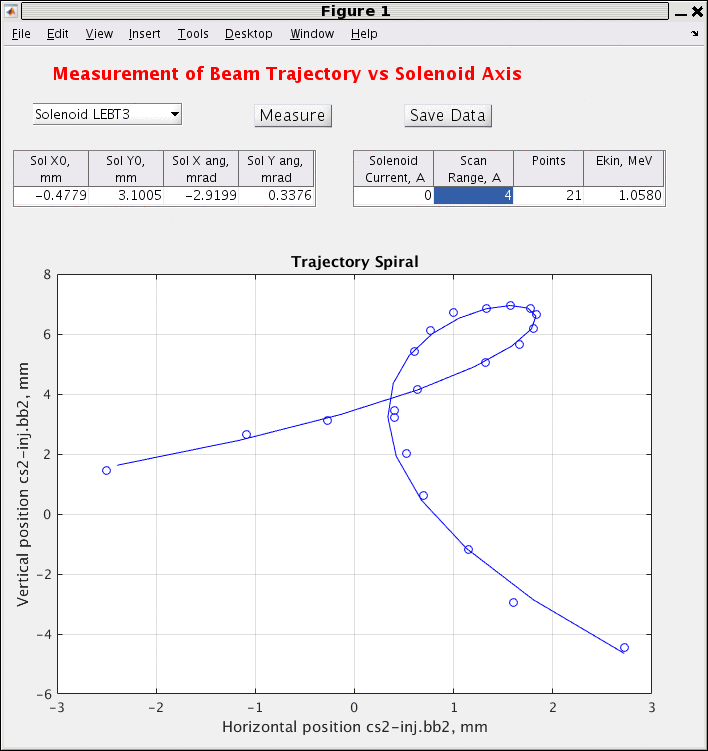 Figure 1
File Edit View Insert Tools Desktop Window Help
Measurement of Beam Trajectory vs Solenoid Axis
Solenoid LEBT3 Measure Save Data
Sol X0, Sol Y0, Sol X ang, Sol Y ang, Solenoid Scan Points Ekin, MeV
mm mm mrad mrad Current, A Range, A
−0.4779 3.1005 −2.9199 0.3376 0 4 21 1.0580
Trajectory Spiral
8
6
4
2
0
−2
−4
−6
Vertical position cs2−inj.bb2, mm
−3 −2 −1 0 1 2 3
Horizontal position cs2−inj.bb2, mm